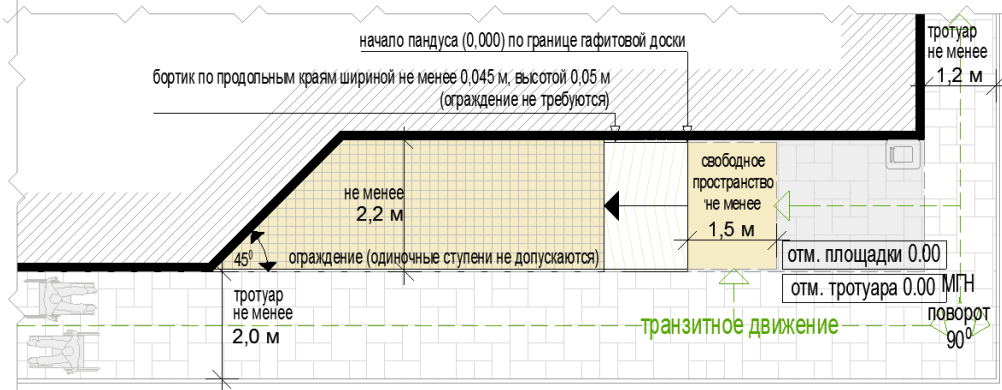 начало пандуса (0,000) по границе гафитовой доски
тротуар
не менее
1,2 м
бортик по продольным краям шириной не менее 0,045 м, высотой 0,05 м
(ограждение не требуются)
свободное
пространство
не менее
1,5 м
не менее
2,2 м
45⁰
ограждение (одиночные ступени не допускаются)
отм. площадки 0.00
отм. тротуара 0.00
МГН
поворот
90⁰
тротуар
не менее
2,0 м
транзитное движение